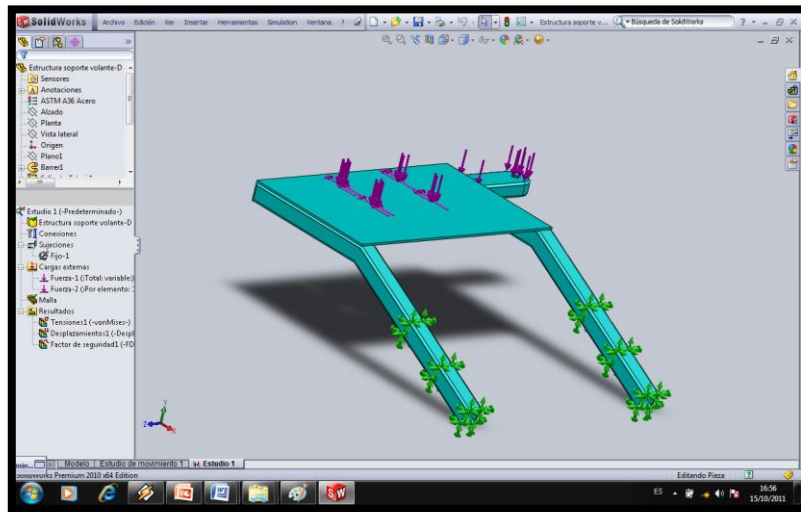 SolidWorks Archivo Edición Ver Insertar Herramientas Simulation Ventana ? Estructura soporte v... Búsqueda de SolidWorks ?
Estructura soporte volante-D
Sensores
Anotaciones
ASTM A36 Acero
Alzado
Planta
Vista lateral
Origen
Plano1
Barrer1
Estudio 1 (-Predeterminado-)
Estructura soporte volante-D
Conexiones
Sujeciones
Fijo-1
Cargas externas
Fuerza-1 (:Total: variable:)
Fuerza-2 (:Por elemento:
Malla
Resultados
Tensiones1 (-vonMises-)
Desplazamientos1 (-Despl
Factor de seguridad1 (-FD
Y
Z
X
Modelo Estudio de movimiento 1 Estudio 1
SolidWorks Premium 2010 x64 Edition Editando Pieza
ES 16:56
15/10/2011